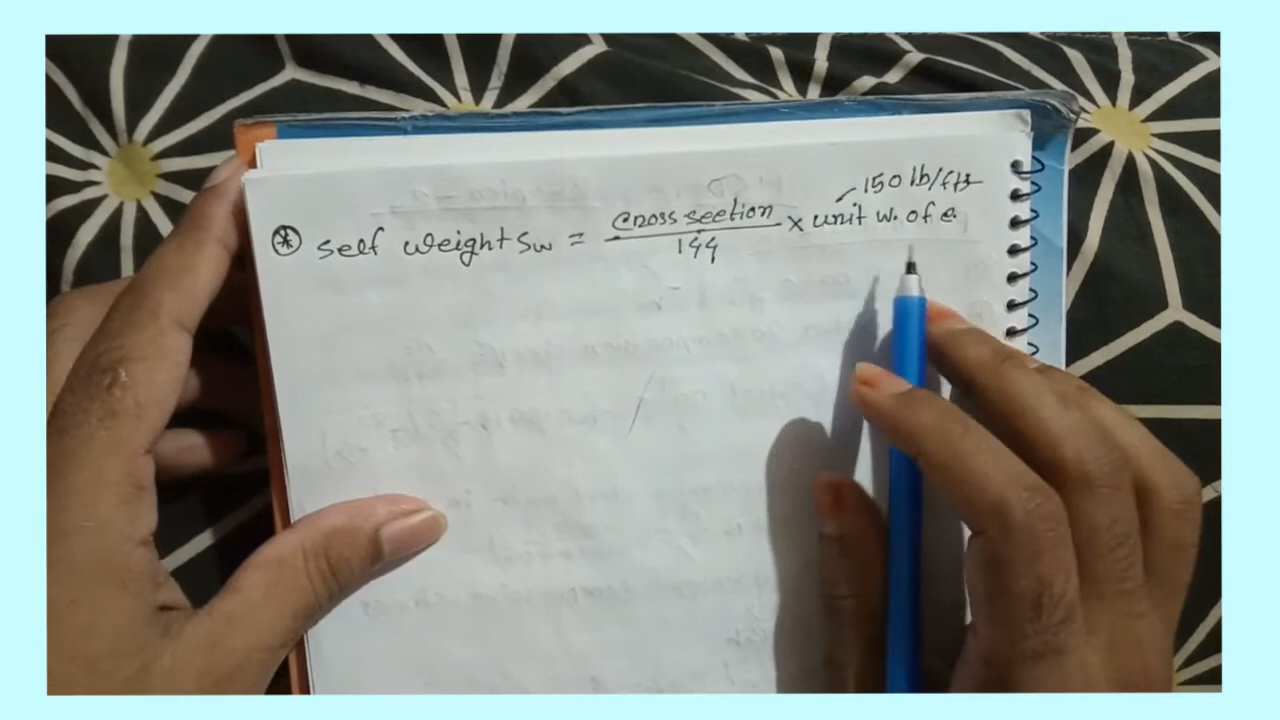 150 lb/ft3
* Self weight Sw = Cross section / 144 × unit w. of c.